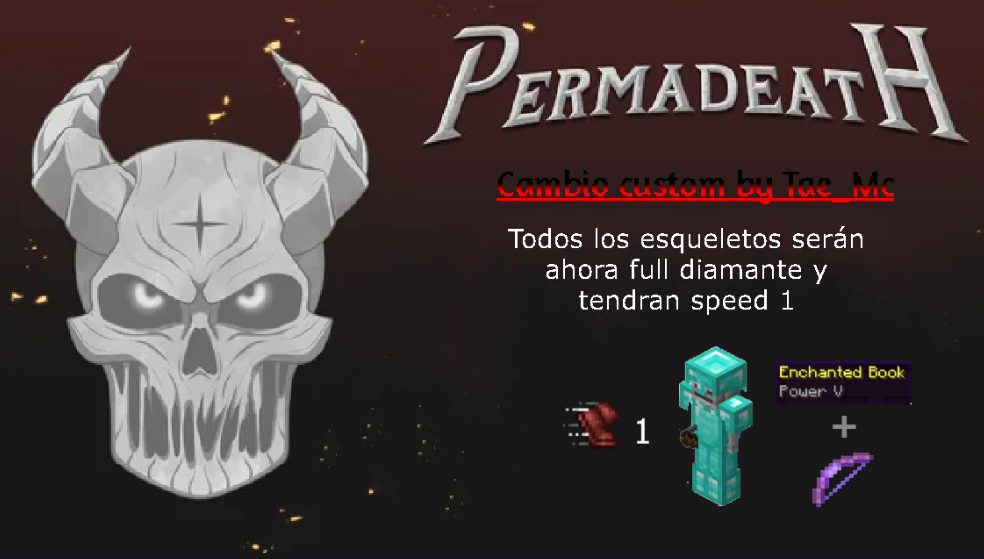 PERMADEATH
Cambio custom by Tae_Mc
Todos los esqueletos serán
ahora full diamante y
tendran speed 1
Enchanted Book
Power V
1
+